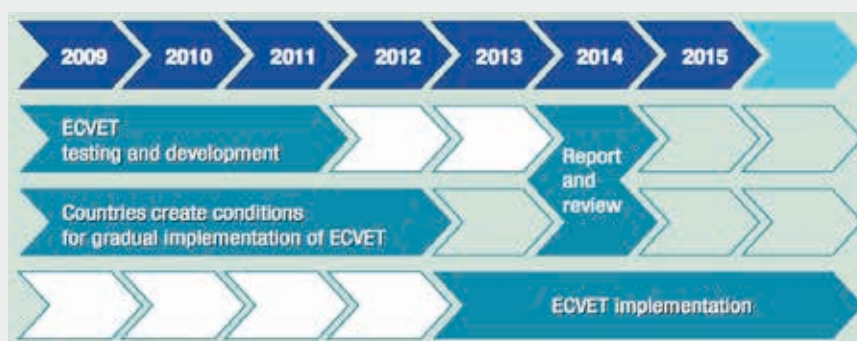 2009 2010 2011 2012 2013 2014 2015
ECVET
testing and development
Report
and
review
Countries create conditions
for gradual implementation of ECVET
ECVET implementation